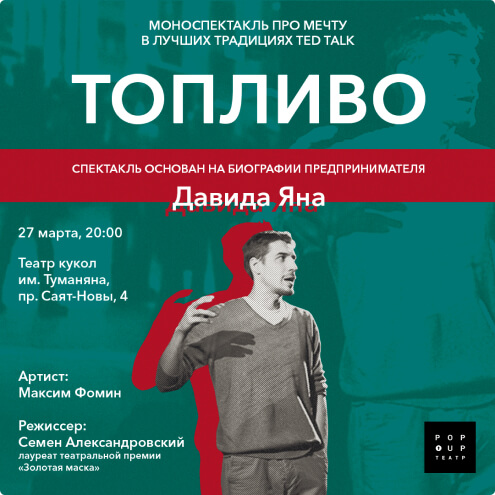 МОНОСПЕКТАКЛЬ ПРО МЕЧТУ
В ЛУЧШИХ ТРАДИЦИЯХ TED TALK
ТОПЛИВО
СПЕКТАКЛЬ ОСНОВАН НА БИОГРАФИИ ПРЕДПРИНИМАТЕЛЯ
Давида Яна
27 марта, 20:00
Театр кукол
им. Туманяна,
пр. Саят-Новы, 4
Артист:
Максим Фомин
Режиссер:
Семен Александровский
лауреат театральной премии
«Золотая маска»
POP
UP
ТЕАТР